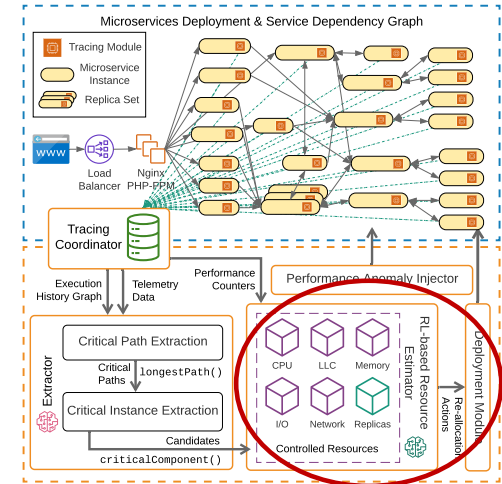 Microservices Deployment & Service Dependency Graph
Tracing Module
Microservice
Instance
Replica Set
www
Load
Balancer
Nginx
PHP-FPM
Tracing
Coordinator
Execution
History Graph
Telemetry
Data
Performance
Counters
Performance Anomaly Injector
Extractor
Critical Path Extraction
Critical
Paths
longestPath()
Critical Instance Extraction
Candidates
criticalComponent()
CPU
LLC
Memory
I/O
Network
Replicas
Controlled Resources
RL-based Resource
Estimator
Re-allocation
Actions
Deployment Module